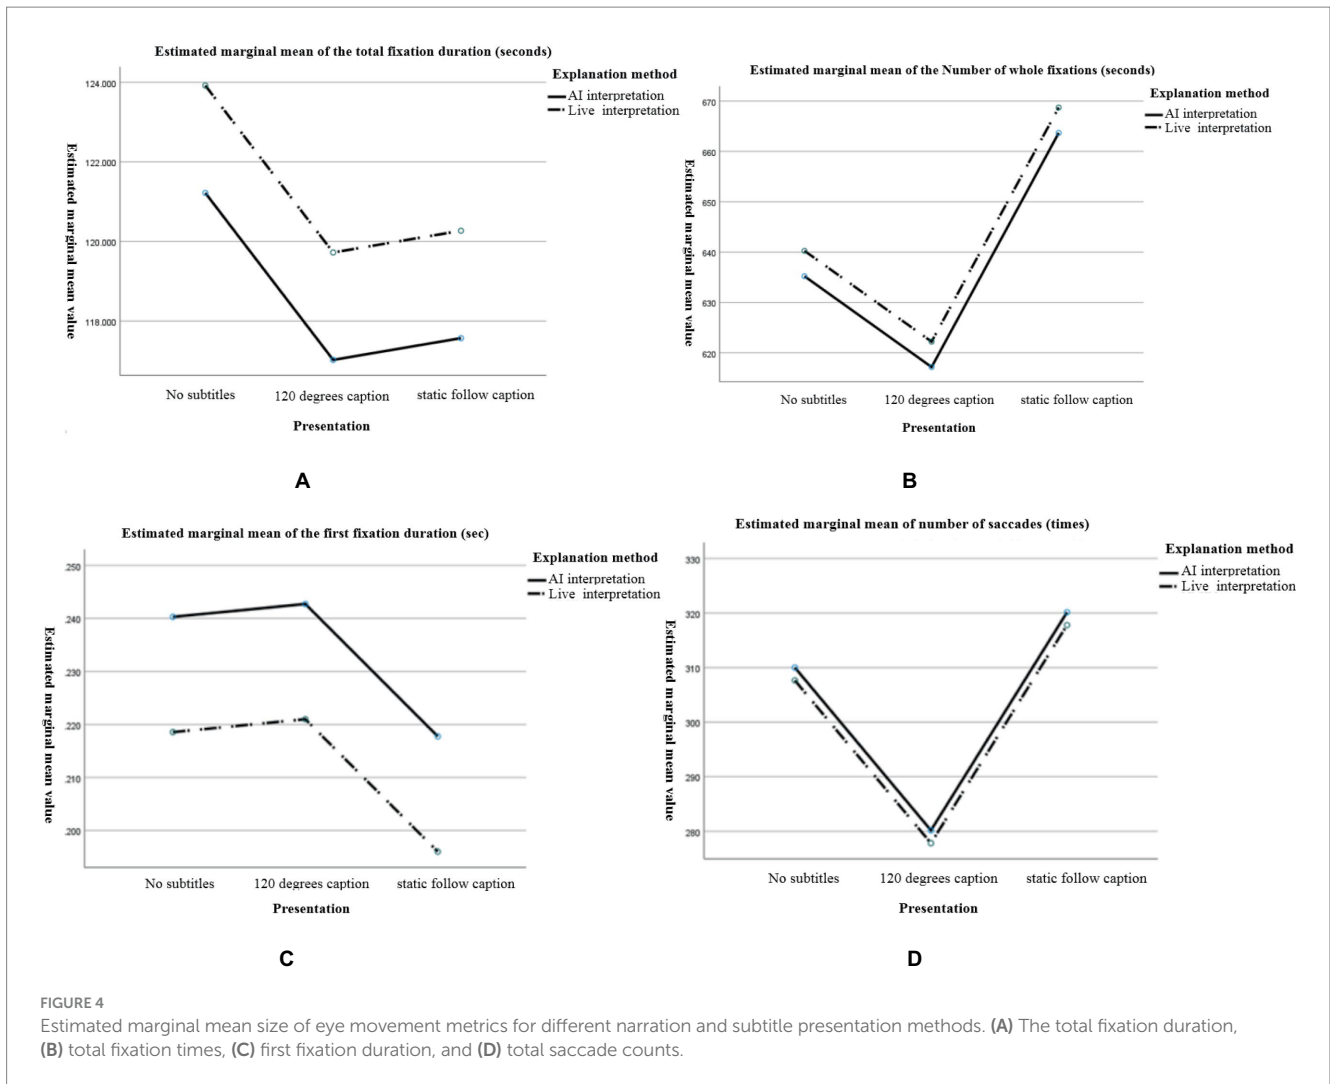 Estimated marginal mean of the total fixation duration (seconds)
Explanation method
AI interpretation
Live interpretation
124.000
122.000
120.000
118.000
Estimated marginal mean value
No subtitles
120 degrees caption
static follow caption
Presentation
A
Estimated marginal mean of the Number of whole fixations (seconds)
Explanation method
AI interpretation
Live interpretation
670
660
650
640
630
620
Estimated marginal mean value
No subtitles
120 degrees caption
static follow caption
Presentation
B
Estimated marginal mean of the first fixation duration (sec)
Explanation method
AI interpretation
Live interpretation
.250
.240
.230
.220
.210
.200
Estimated marginal mean value
No subtitles
120 degrees caption
static follow caption
Presentation
C
Estimated marginal mean of number of saccades (times)
Explanation method
AI interpretation
Live interpretation
330
320
310
300
290
280
Estimated marginal mean value
No subtitles
120 degrees caption
static follow caption
Presentation
D
FIGURE 4
Estimated marginal mean size of eye movement metrics for different narration and subtitle presentation methods. (A) The total fixation duration,
(B) total fixation times, (C) first fixation duration, and (D) total saccade counts.